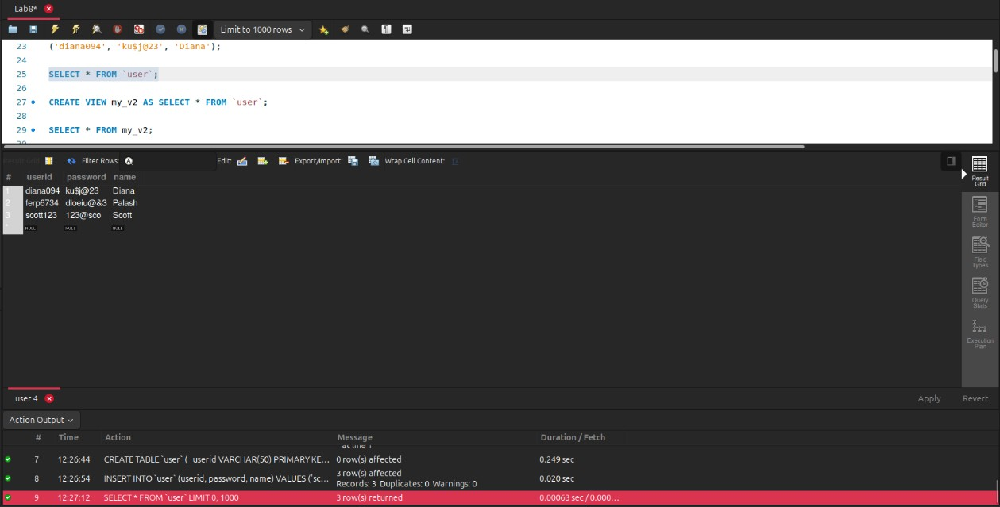 Lab8*
Limit to 1000 rows
23 ('diana094', 'ku$j@23', 'Diana');
24
25 SELECT * FROM `user`;
26
27 CREATE VIEW my_v2 AS SELECT * FROM `user`;
28
29 SELECT * FROM my_v2;
Result Grid Filter Rows: Edit: Export/Import: Wrap Cell Content:
# userid password name
1 diana094 ku$j@23 Diana
2 ferp6734 dloeiu@&3 Palash
3 scott123 123@sco Scott
* NULL NULL NULL
Result
Grid
Form
Editor
Field
Types
Query
Stats
Execution
Plan
user 4 Apply Revert
Action Output
# Time Action Message Duration / Fetch
at line 1
7 12:26:44 CREATE TABLE `user` ( userid VARCHAR(50) PRIMARY KE... 0 row(s) affected 0.249 sec
8 12:26:54 INSERT INTO `user` (userid, password, name) VALUES ('sc... 3 row(s) affected
Records: 3 Duplicates: 0 Warnings: 0 0.020 sec
9 12:27:12 SELECT * FROM `user` LIMIT 0, 1000 3 row(s) returned 0.00063 sec / 0.000...